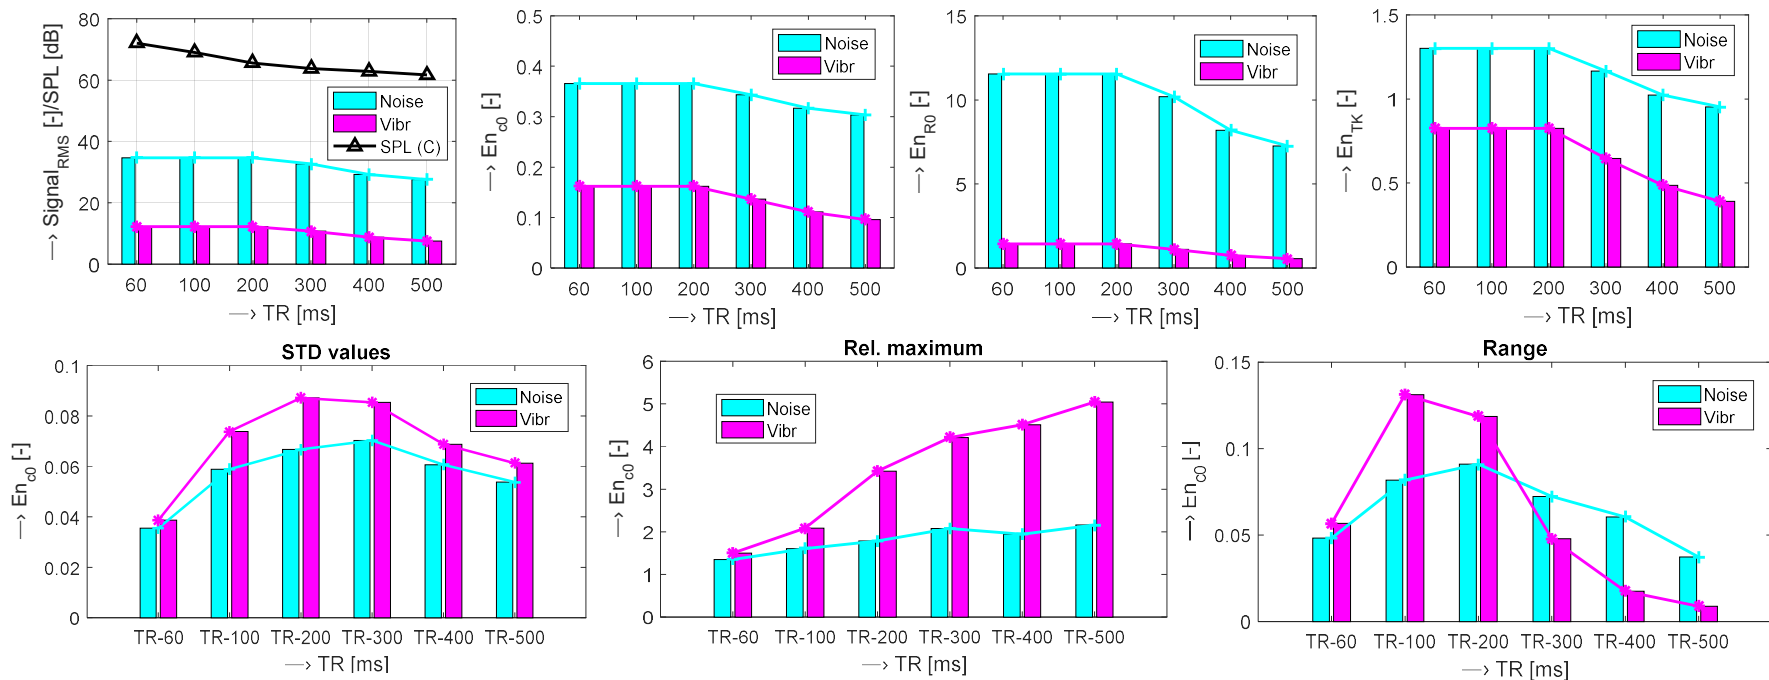 80
60
40
20
0
—> Signal_RMS [-]/SPL [dB]
Noise
Vibr
SPL (C)
60 100 200 300 400 500
—> TR [ms]
0.5
0.4
0.3
0.2
0.1
0
—> En_c0 [-]
Noise
Vibr
60 100 200 300 400 500
—> TR [ms]
15
10
5
0
—> En_R0 [-]
Noise
Vibr
60 100 200 300 400 500
—> TR [ms]
1.5
1
0.5
0
—> En_TK [-]
Noise
Vibr
60 100 200 300 400 500
—> TR [ms]
STD values
0.1
0.08
0.06
0.04
0.02
0
—> En_c0 [-]
Noise
Vibr
TR-60 TR-100 TR-200 TR-300 TR-400 TR-500
—> TR [ms]
Rel. maximum
6
5
4
3
2
1
0
—> En_c0 [-]
Noise
Vibr
TR-60 TR-100 TR-200 TR-300 TR-400 TR-500
—> TR [ms]
Range
0.15
0.1
0.05
0
—> En_C0 [-]
Noise
Vibr
TR-60 TR-100 TR-200 TR-300 TR-400 TR-500
—> TR [ms]